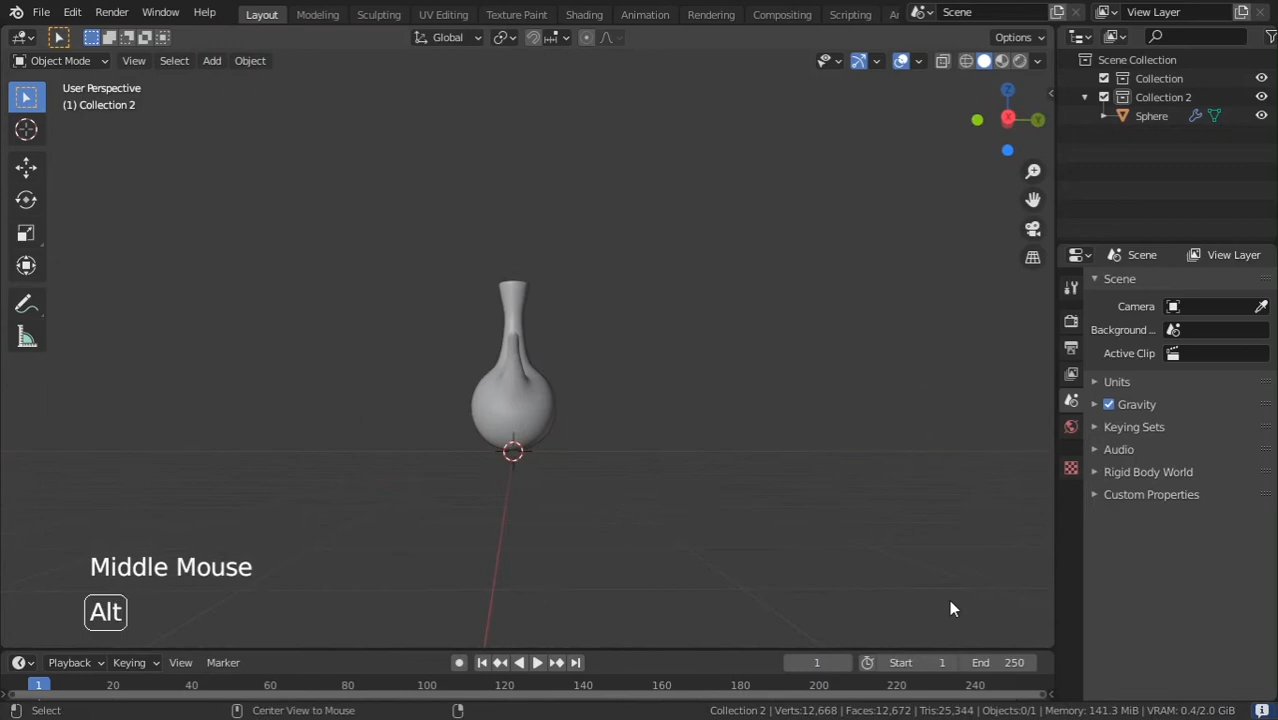 File Edit Render Window Help Layout Modeling Sculpting UV Editing Texture Paint Shading Animation Rendering Compositing Scripting Scene View Layer
Global Options
Object Mode View Select Add Object
User Perspective
(1) Collection 2
Z
X
Y
Scene Collection
Collection
Collection 2
Sphere
Scene View Layer
Scene
Camera
Background ...
Active Clip
Units
Gravity
Keying Sets
Audio
Rigid Body World
Custom Properties
Middle Mouse
Alt
Playback Keying View Marker 1 Start 1 End 250
1 20 40 60 80 100 120 140 160 180 200 220 240
Select Center View to Mouse Collection 2 | Verts:12,668 | Faces:12,672 | Tris:25,344 | Objects:0/1 | Memory: 141.3 MiB | VRAM: 0.4/2.0 GiB